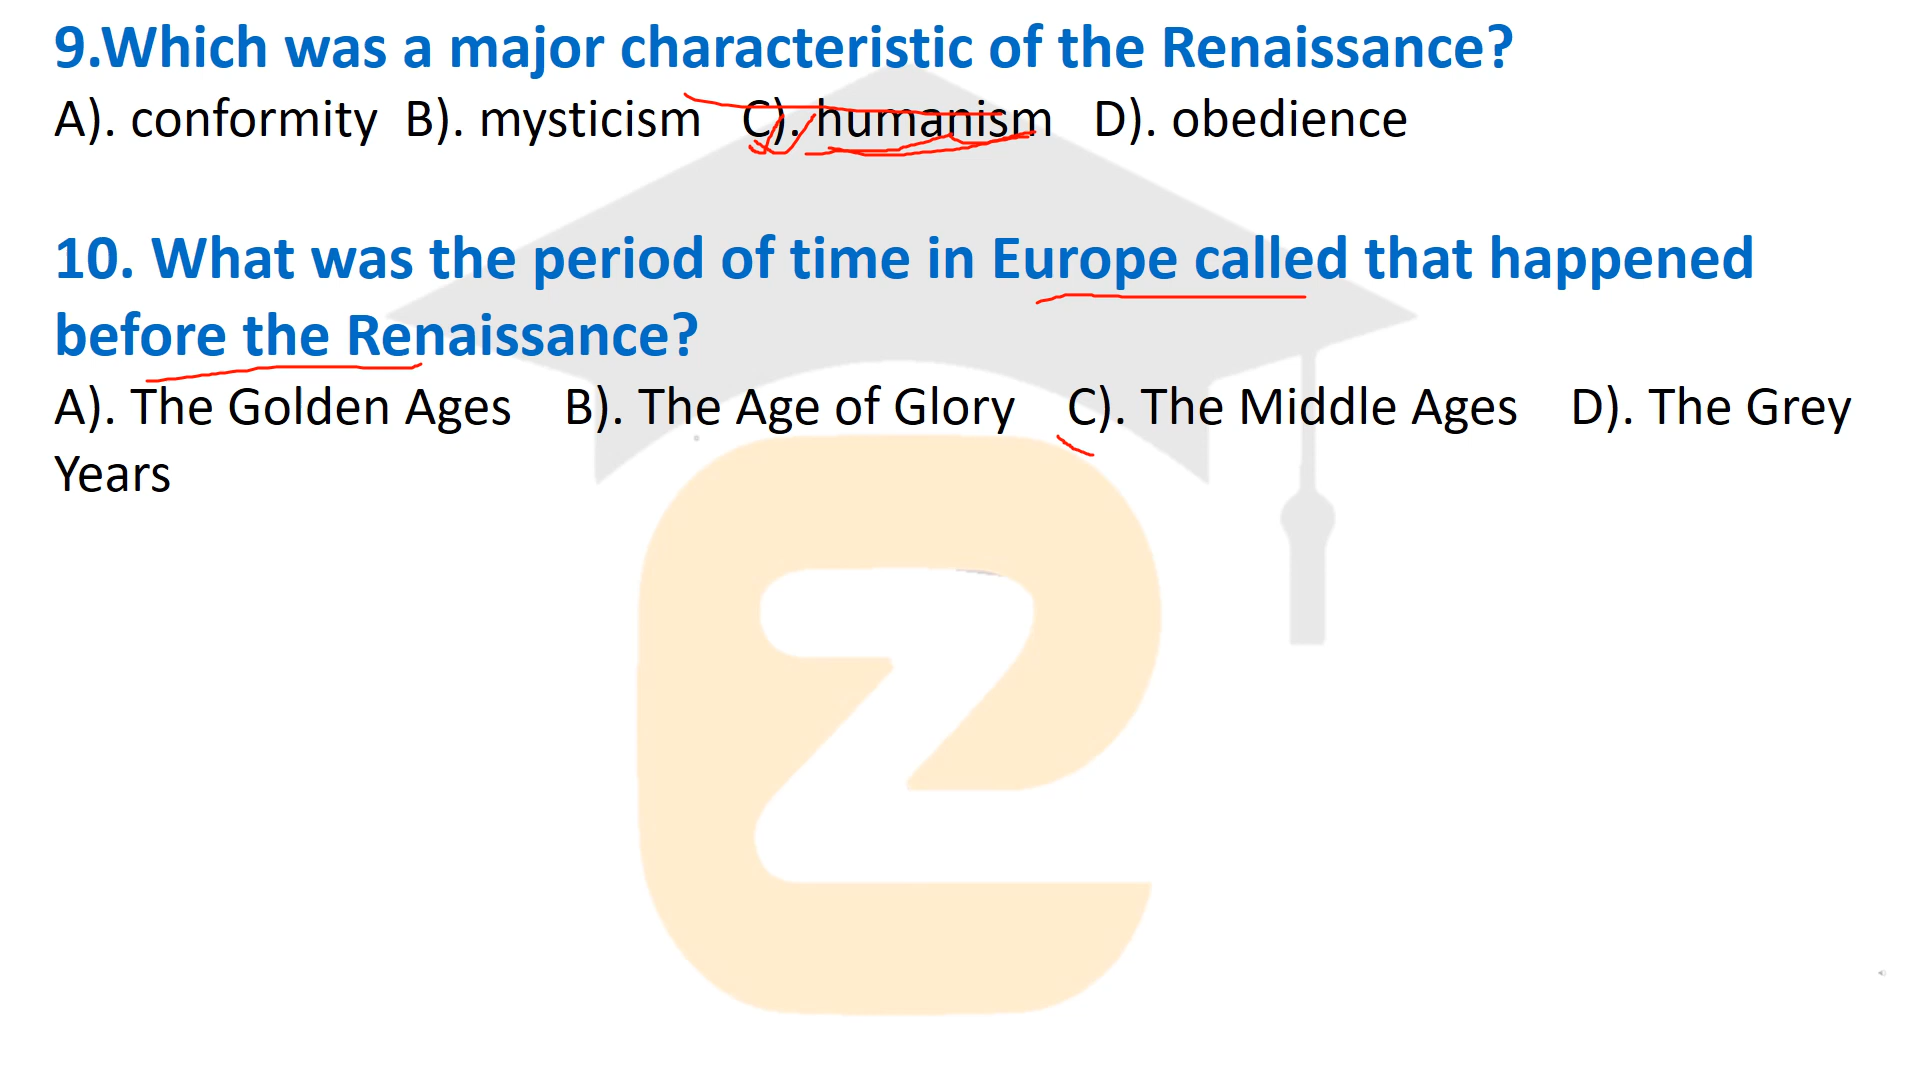 9.Which was a major characteristic of the Renaissance?
A). conformity B). mysticism C). humanism D). obedience
10. What was the period of time in Europe called that happened
before the Renaissance?
A). The Golden Ages B). The Age of Glory C). The Middle Ages D). The Grey
Years